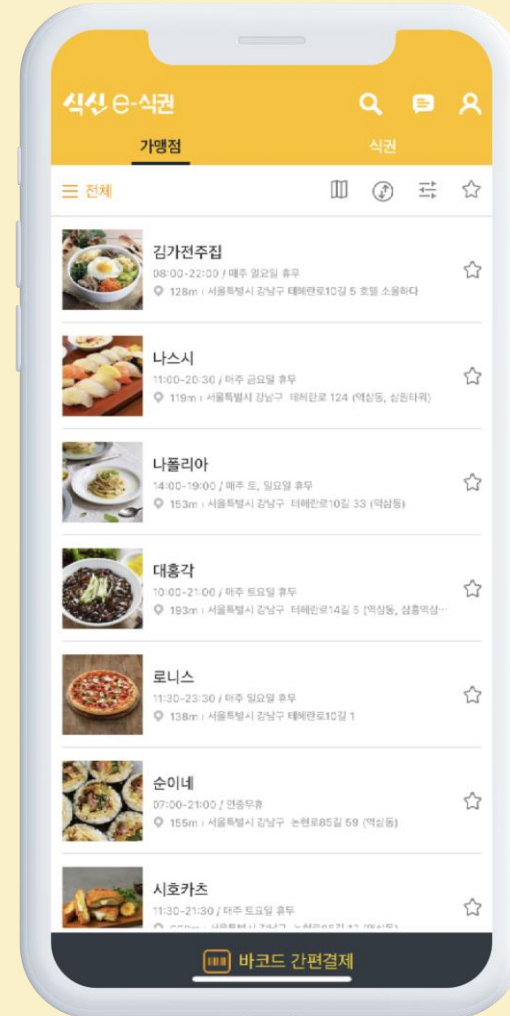 식신 e-식권
가맹점 식권
전체
김가전주집
08:00-22:00 / 매주 일요일 휴무
128m | 서울특별시 강남구 테헤란로10길 5 호텔 소울하다
나스시
11:00-20:30 / 매주 금요일 휴무
119m | 서울특별시 강남구 테헤란로 124 (역삼동, 삼원타워)
나폴리아
14:00-19:00 / 매주 토, 일요일 휴무
153m | 서울특별시 강남구 테헤란로10길 33 (역삼동)
대흥각
10:00-21:00 / 매주 토요일 휴무
193m | 서울특별시 강남구 테헤란로14길 5 (역삼동, 삼흥역삼…
로니스
11:30-23:30 / 매주 일요일 휴무
138m | 서울특별시 강남구 테헤란로10길 1
순이네
07:00-21:00 / 연중무휴
155m | 서울특별시 강남구 논현로85길 59 (역삼동)
시호카츠
11:30-21:30 / 매주 토요일 휴무
서울특별시 강남구
바코드 간편결제